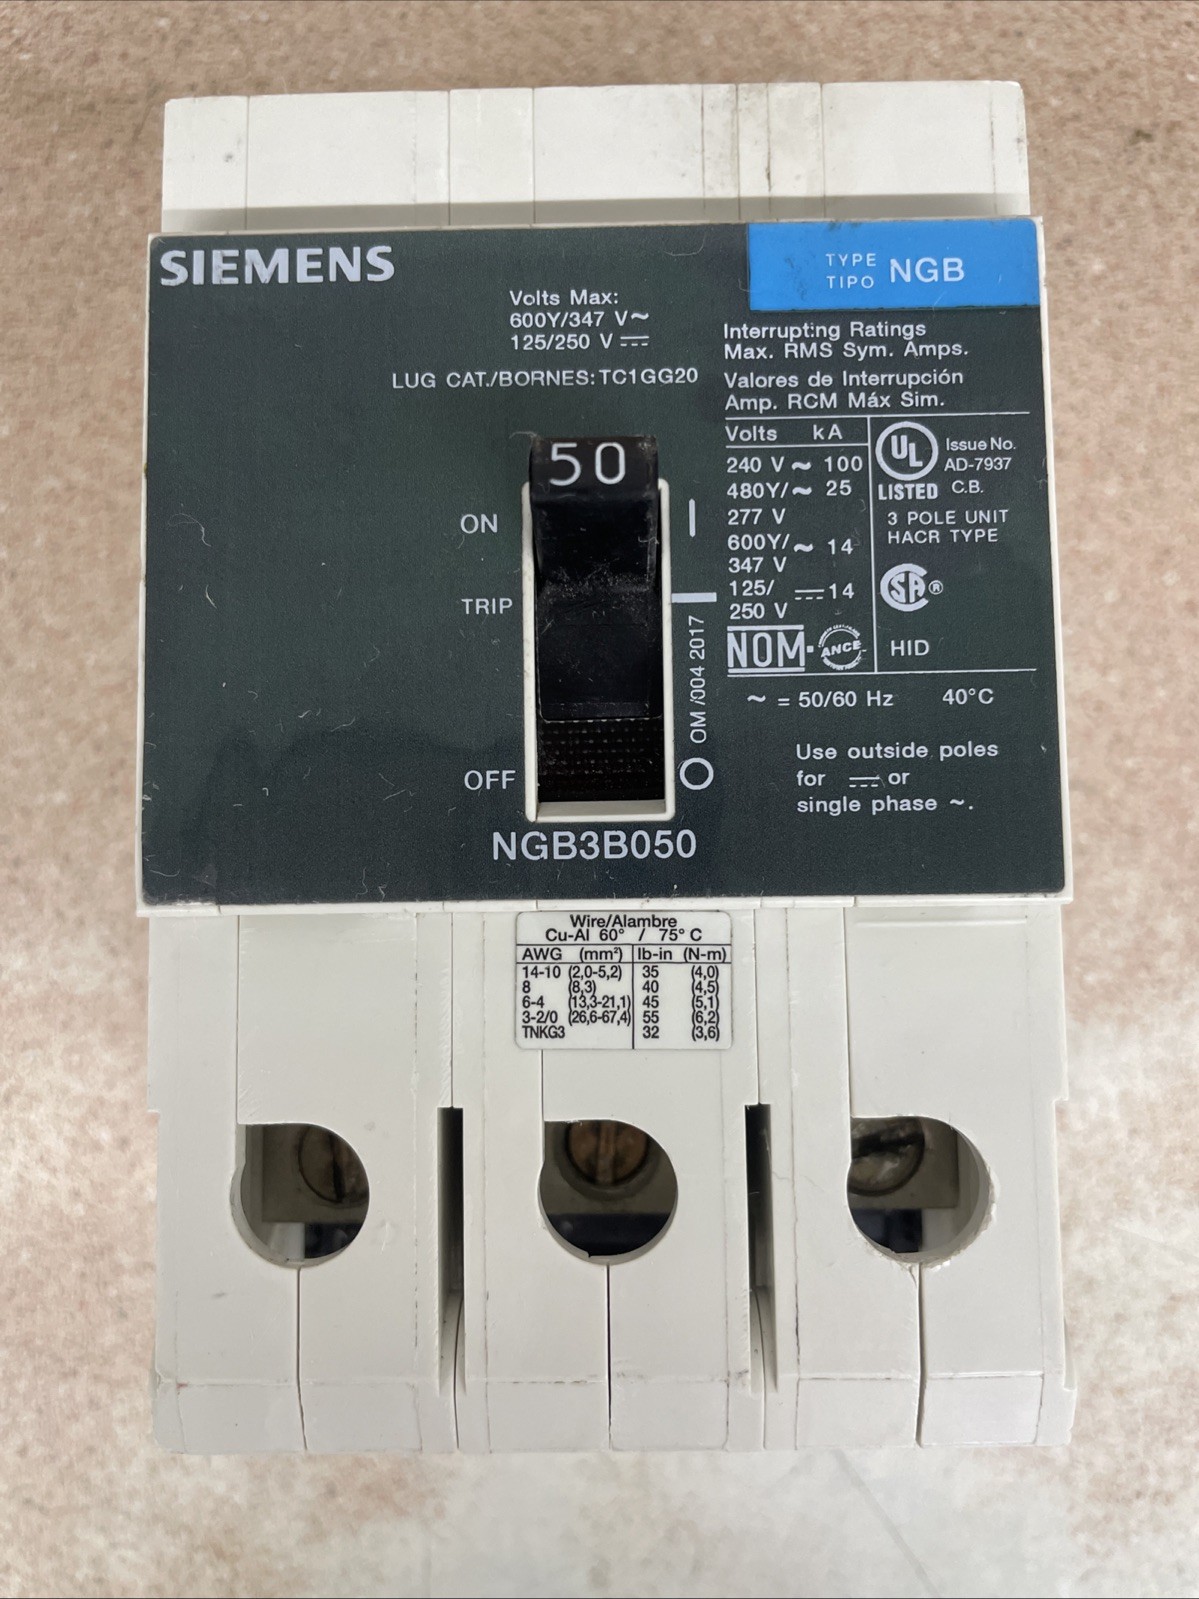 SIEMENS
TYPE
TIPO
NGB
Volts Max:
600Y/347 V~
125/250 V ⎓
LUG CAT./BORNES: TC1GG20
Interrupting Ratings
Max. RMS Sym. Amps.
Valores de Interrupción
Amp. RCM Máx Sim.
Volts kA
240 V ~ 100
480Y/~ 25
277 V
600Y/ ~ 14
347 V
125/ ⎓ 14
250 V
UL
LISTED
Issue No.
AD-7937
C.B.
3 POLE UNIT
HACR TYPE
SA®
HID
NOM-
ANCE
~ = 50/60 Hz 40°C
Use outside poles
for ⎓ or
single phase ~.
50
ON
TRIP
OFF
I
O
OM /004 2017
NGB3B050
Wire/Alambre
Cu-Al 60° / 75° C
AWG (mm²) lb-in (N-m)
14-10 (2,0-5,2) 35 (4,0)
8 (8,3) 40 (4,5)
6-4 (13,3-21,1) 45 (5,1)
3-2/0 (26,6-67,4) 55 (6,2)
TNKG3 32 (3,6)